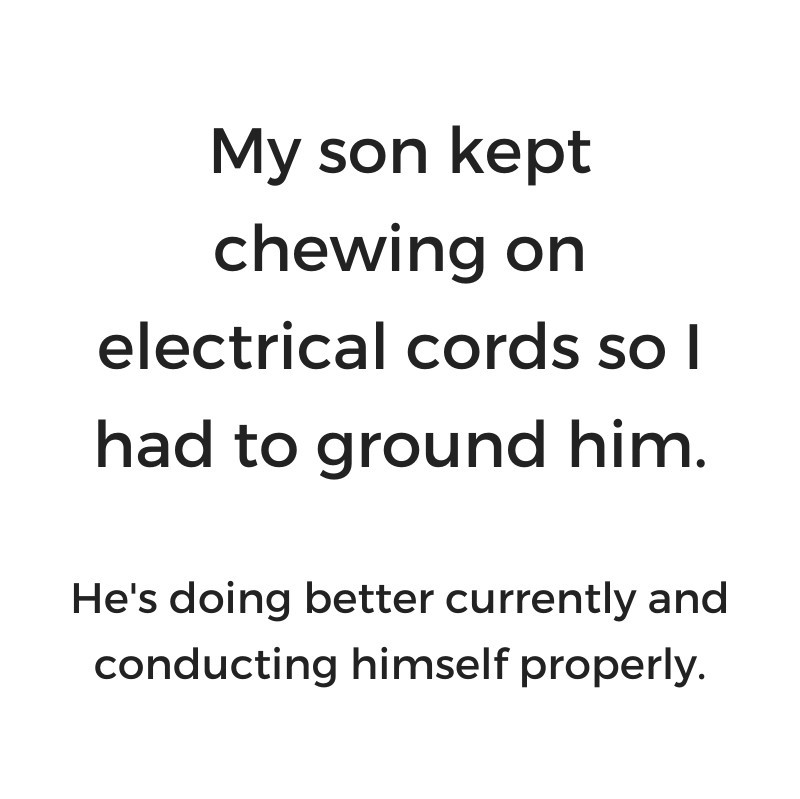 My son kept
chewing on
electrical cords so I
had to ground him.
He's doing better currently and
conducting himself properly.